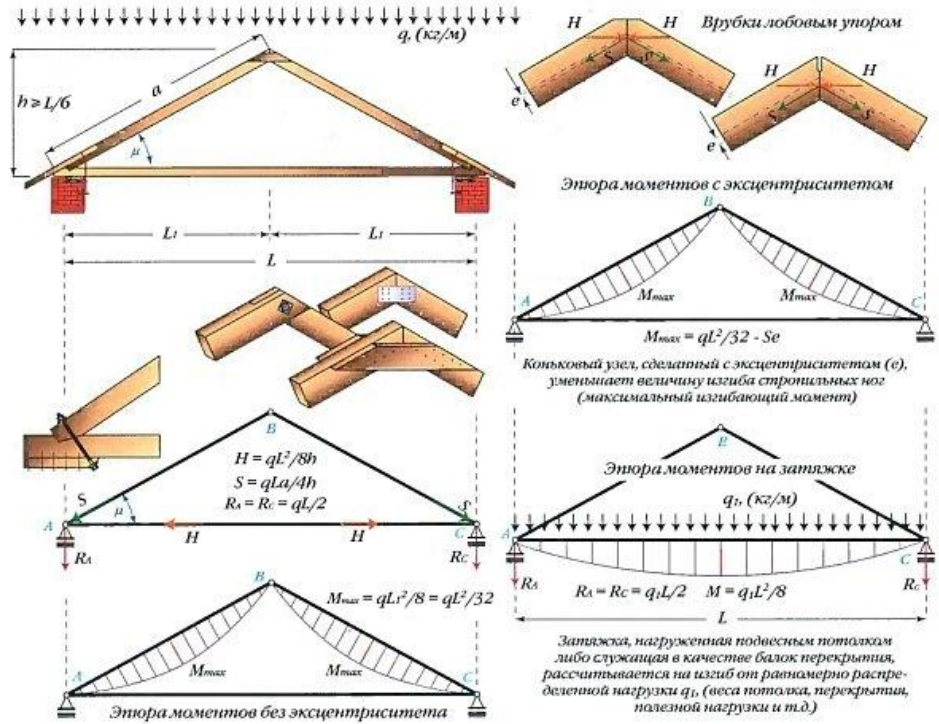 q, (кг/м)
h ≥ L/6
a
μ
L1
L1
L
H
H
Врубки лобовым упором
S
S
e
H
H
S
S
e
Эпюра моментов с эксцентриситетом
B
A
C
Mmax
Mmax
Mmax = qL²/32 - Se
Коньковый узел, сделанный с эксцентриситетом (e),
уменьшает величину изгиба стропильных ног
(максимальный изгибающий момент)
B
H = qL²/8h
S = qLa/4h
RA = RC = qL/2
S
S
A
μ
C
H
H
RA
RC
B
Mmax = qL1²/8 = qL²/32
A
C
Mmax
Mmax
Эпюра моментов без эксцентриситета
B
Эпюра моментов на затяжке
q1, (кг/м)
A
C
RA
RC
RA = RC = q1L/2 M = q1L²/8
L
Затяжка, нагруженная подвесным потолком
либо служащая в качестве балок перекрытия,
рассчитывается на изгиб от равномерно распре-
деленной нагрузки q1, (веса потолка, перекрытия,
полезной нагрузки и т.д.)